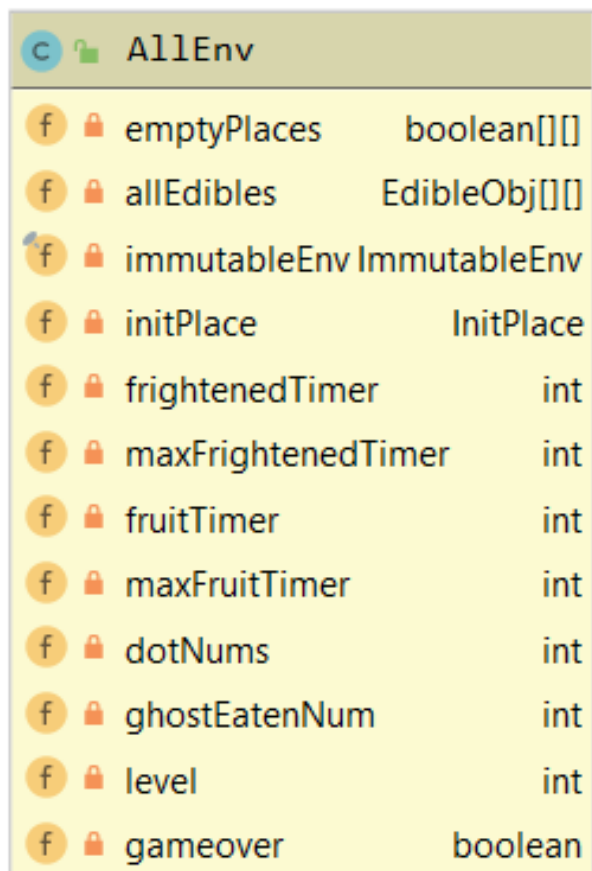 C AllEnv
f emptyPlaces boolean[][]
f allEdibles EdibleObj[][]
f immutableEnv ImmutableEnv
f initPlace InitPlace
f frightenedTimer int
f maxFrightenedTimer int
f fruitTimer int
f maxFruitTimer int
f dotNums int
f ghostEatenNum int
f level int
f gameover boolean